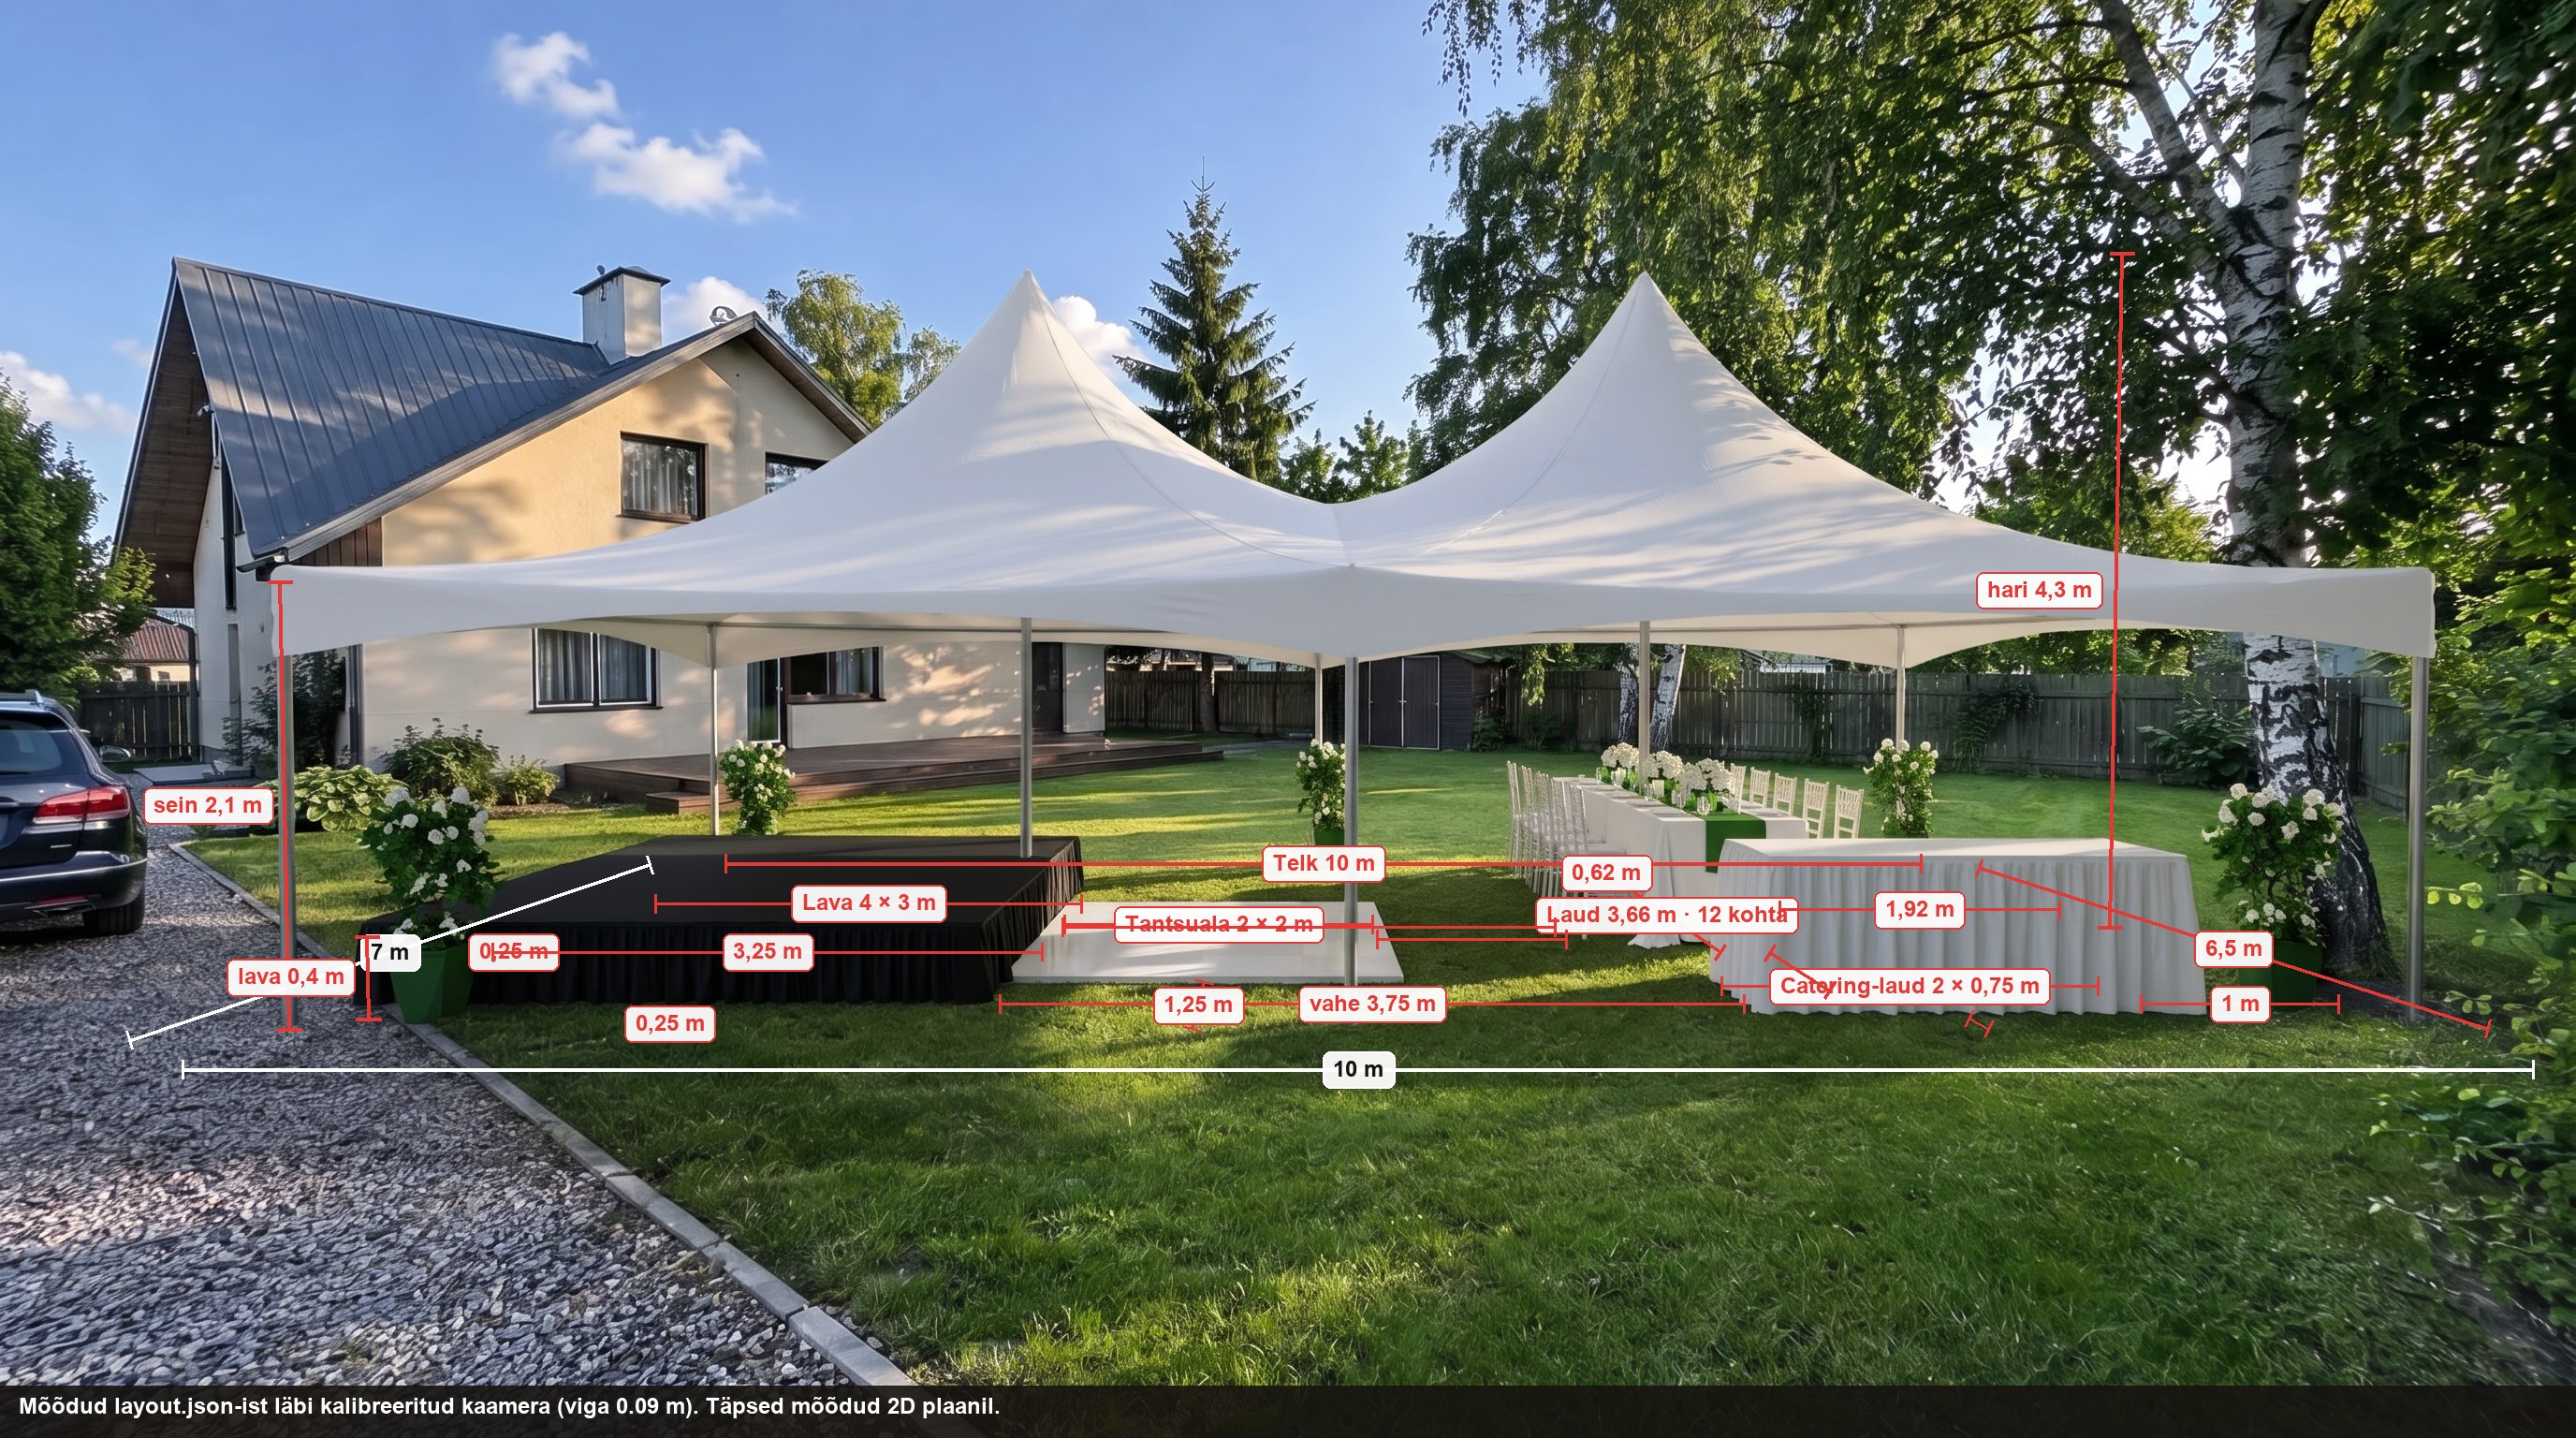 hari 4,3 m
sein 2,1 m
Telk 10 m
0,62 m
Lava 4 × 3 m
Laud 3,66 m · 12 kohta
1,92 m
Tantsuala 2 × 2 m
7 m
0,25 m
3,25 m
6,5 m
lava 0,4 m
Catering-laud 2 × 0,75 m
1,25 m
vahe 3,75 m
1 m
0,25 m
10 m
Mõõdud layout.json-ist läbi kalibreeritud kaamera (viga 0.09 m). Täpsed mõõdud 2D plaanil.